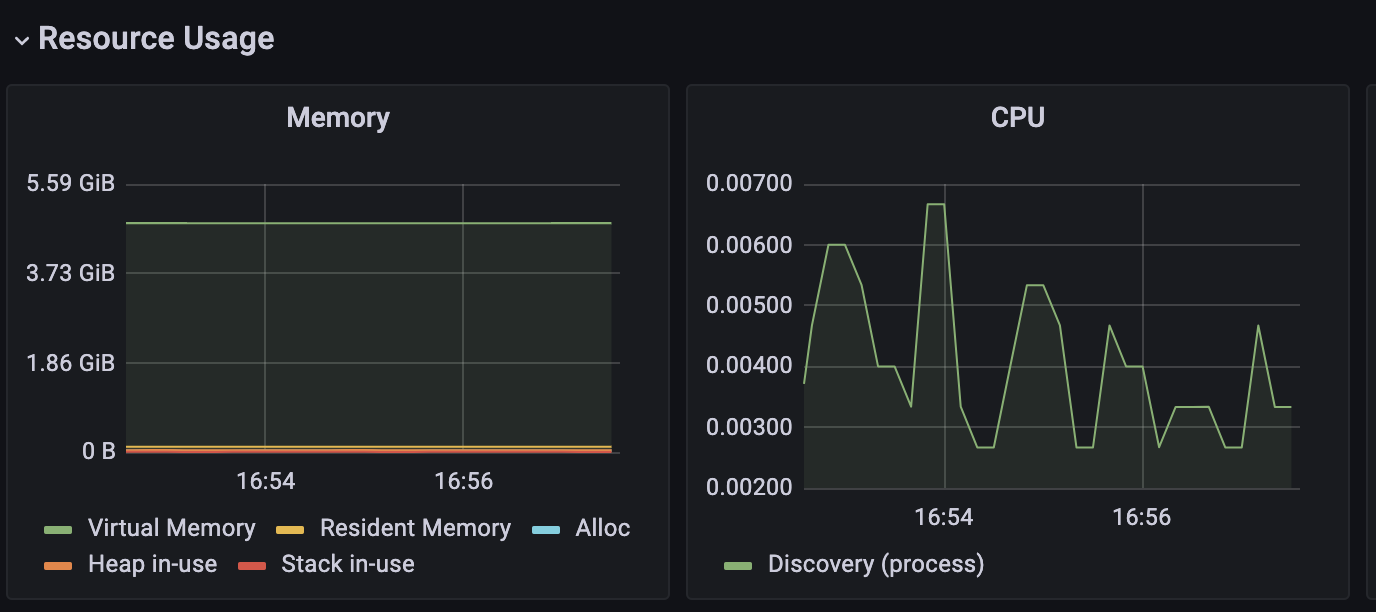 Resource Usage
Memory
5.59 GiB
3.73 GiB
1.86 GiB
0 B
16:54 16:56
Virtual Memory Resident Memory Alloc
Heap in-use Stack in-use
CPU
0.00700
0.00600
0.00500
0.00400
0.00300
0.00200
16:54 16:56
Discovery (process)